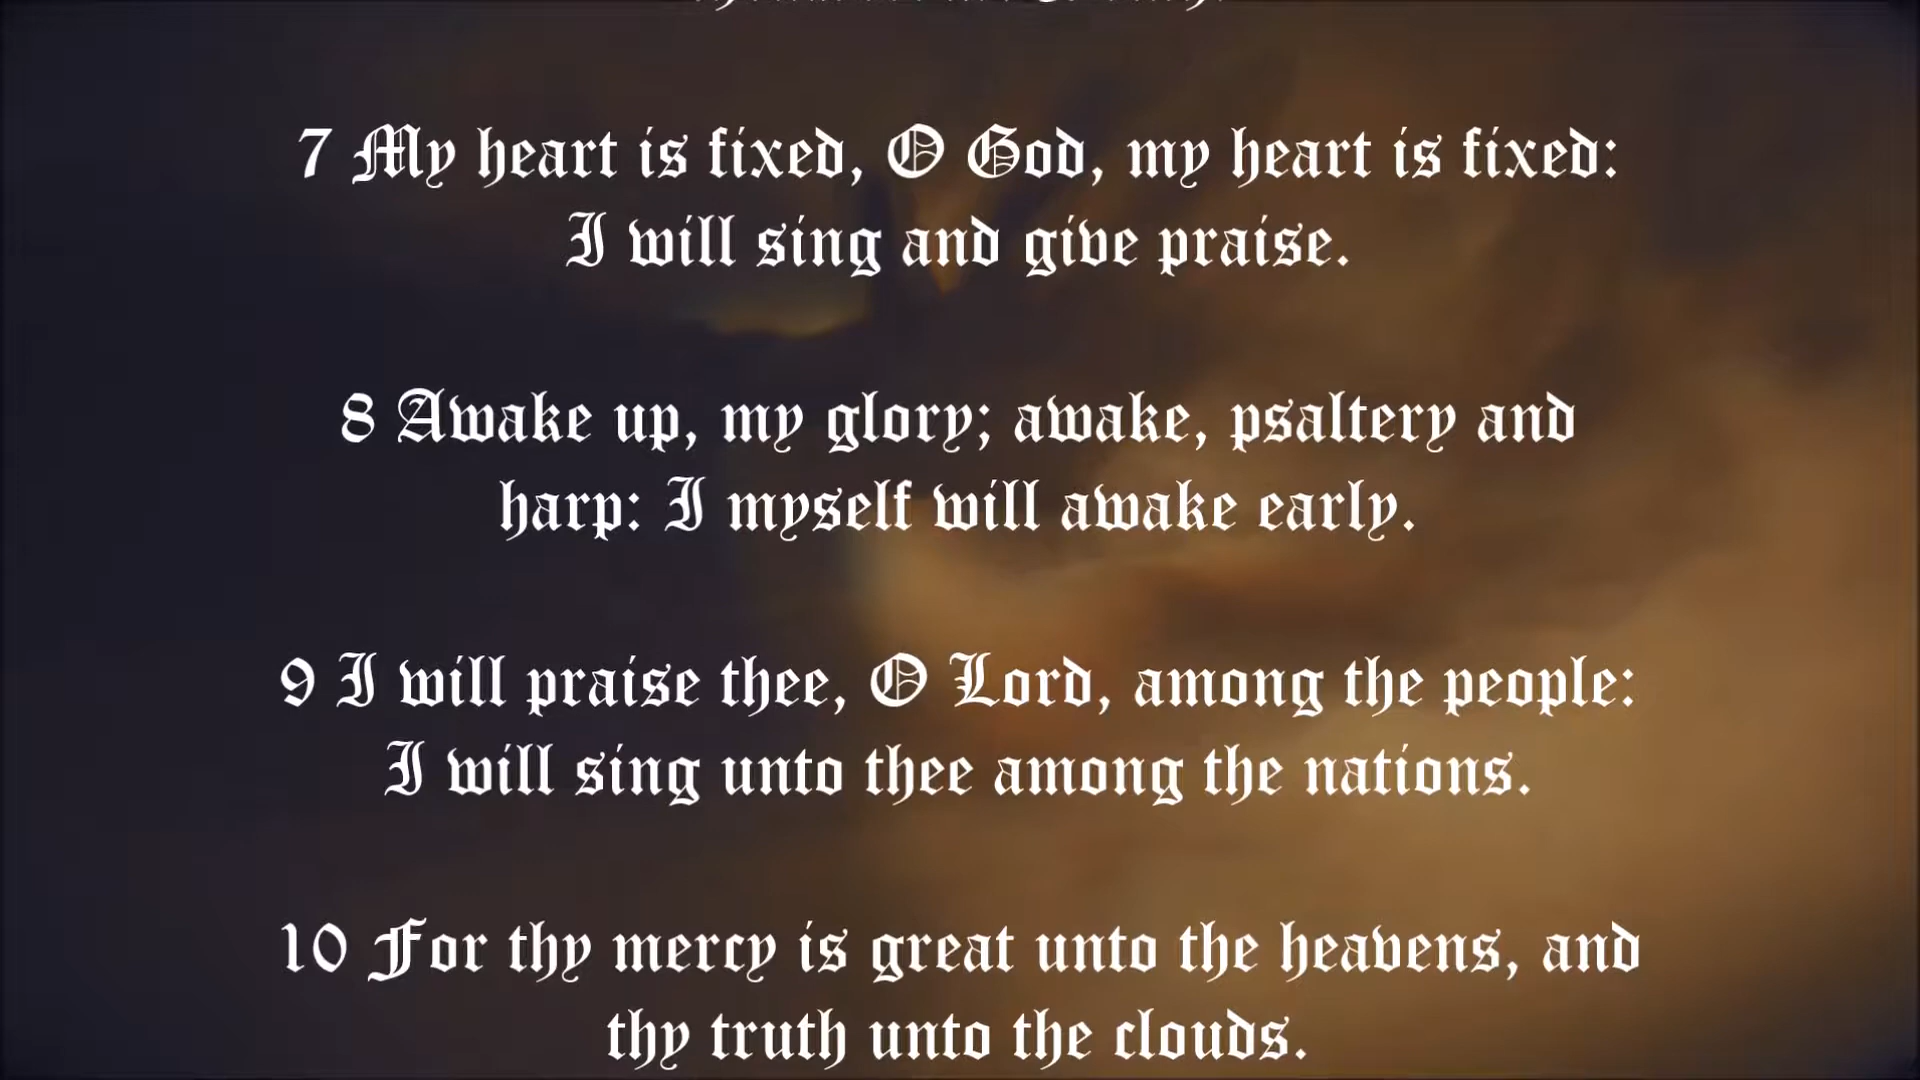 7 My heart is fixed, O God, my heart is fixed:
I will sing and give praise.
8 Awake up, my glory; awake, psaltery and
harp: I myself will awake early.
9 I will praise thee, O Lord, among the people:
I will sing unto thee among the nations.
10 For thy mercy is great unto the heavens, and
thy truth unto the clouds.